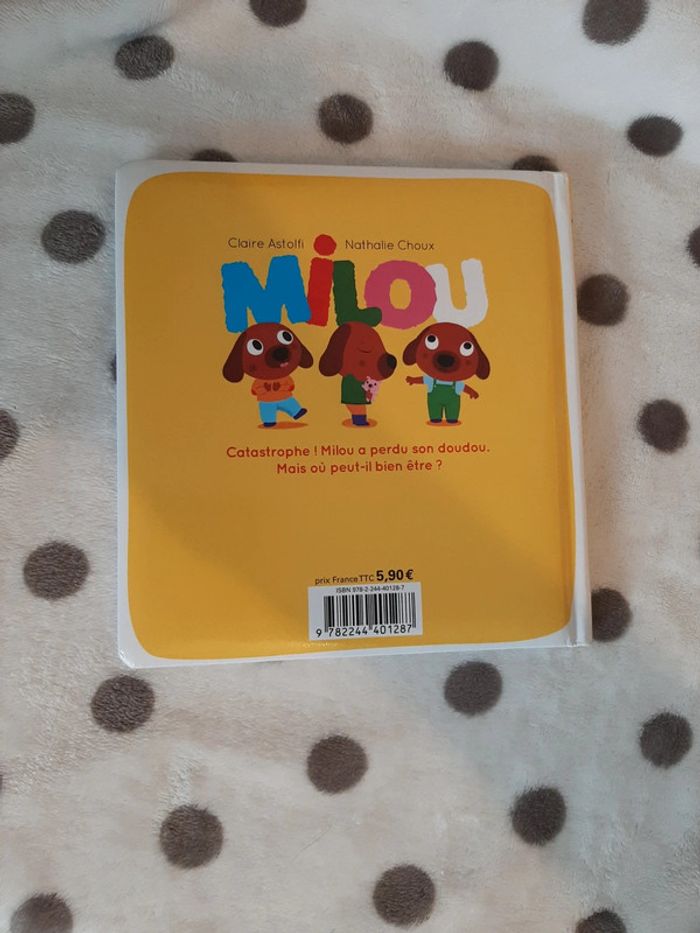 Claire Astolfi Nathalie Choux
MiLOU
Catastrophe ! Milou a perdu son doudou.
Mais où peut-il bien être ?
prix France TTC 5,90 €
ISBN 978-2-244-40128-7
9 782244 401287